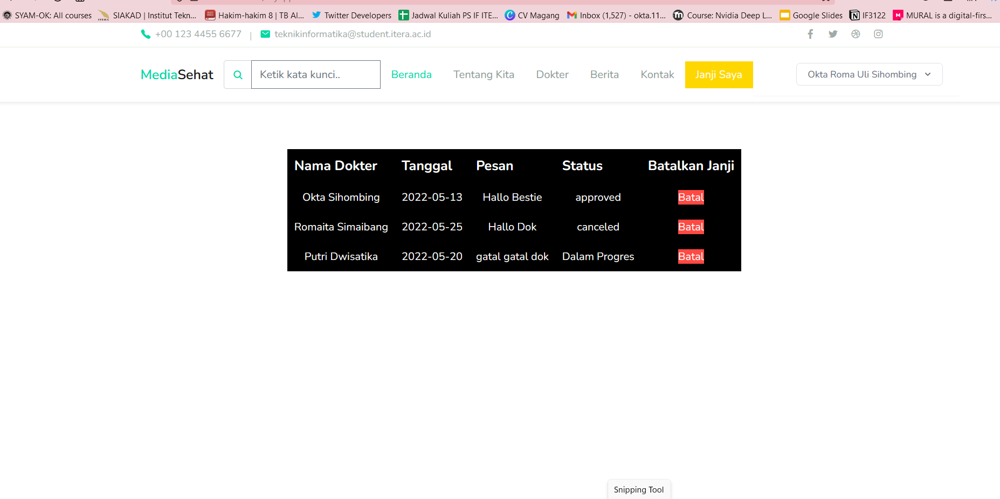 SYAM-OK: All courses SIAKAD | Institut Tekn... Hakim-hakim 8 | TB Al... Twitter Developers Jadwal Kuliah PS IF ITE... CV Magang Inbox (1,527) - okta.11... Course: Nvidia Deep L... Google Slides IF3122 MURAL is a digital-firs...
+00 123 4455 6677 | teknikinformatika@student.itera.ac.id
MediaSehat Ketik kata kunci.. Beranda Tentang Kita Dokter Berita Kontak Janji Saya Okta Roma Uli Sihombing
Nama Dokter Tanggal Pesan Status Batalkan Janji
Okta Sihombing 2022-05-13 Hallo Bestie approved Batal
Romaita Simaibang 2022-05-25 Hallo Dok canceled Batal
Putri Dwisatika 2022-05-20 gatal gatal dok Dalam Progres Batal
Snipping Tool